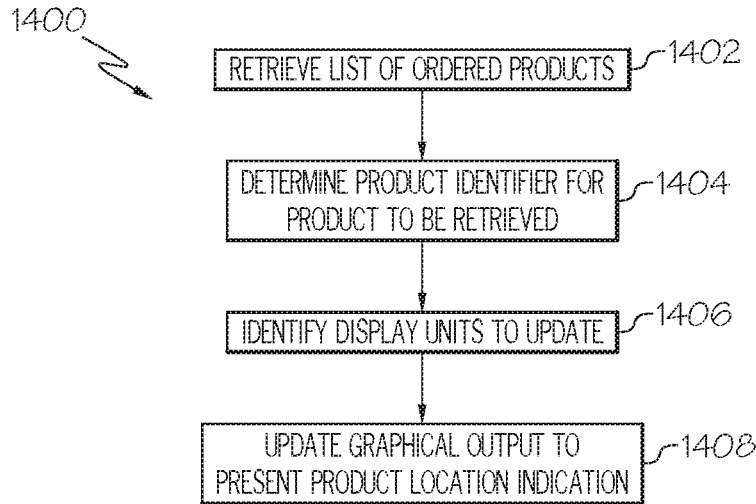 1400
RETRIEVE LIST OF ORDERED PRODUCTS
1402
DETERMINE PRODUCT IDENTIFIER FOR
PRODUCT TO BE RETRIEVED
1404
IDENTIFY DISPLAY UNITS TO UPDATE
1406
UPDATE GRAPHICAL OUTPUT TO
PRESENT PRODUCT LOCATION INDICATION
1408